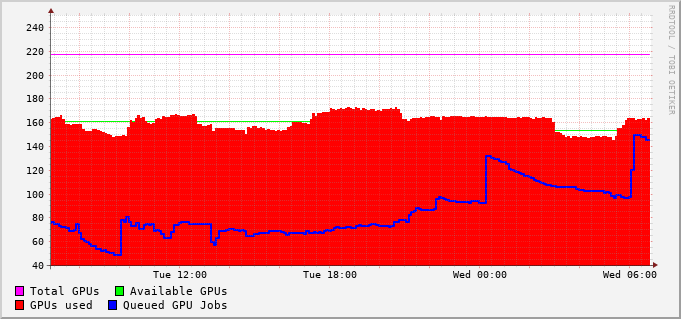 240
220
200
180
160
140
120
100
80
60
40
Tue 12:00 Tue 18:00 Wed 00:00 Wed 06:00
Total GPUs Available GPUs
GPUs used Queued GPU Jobs
RRDTOOL / TOBI OETIKER